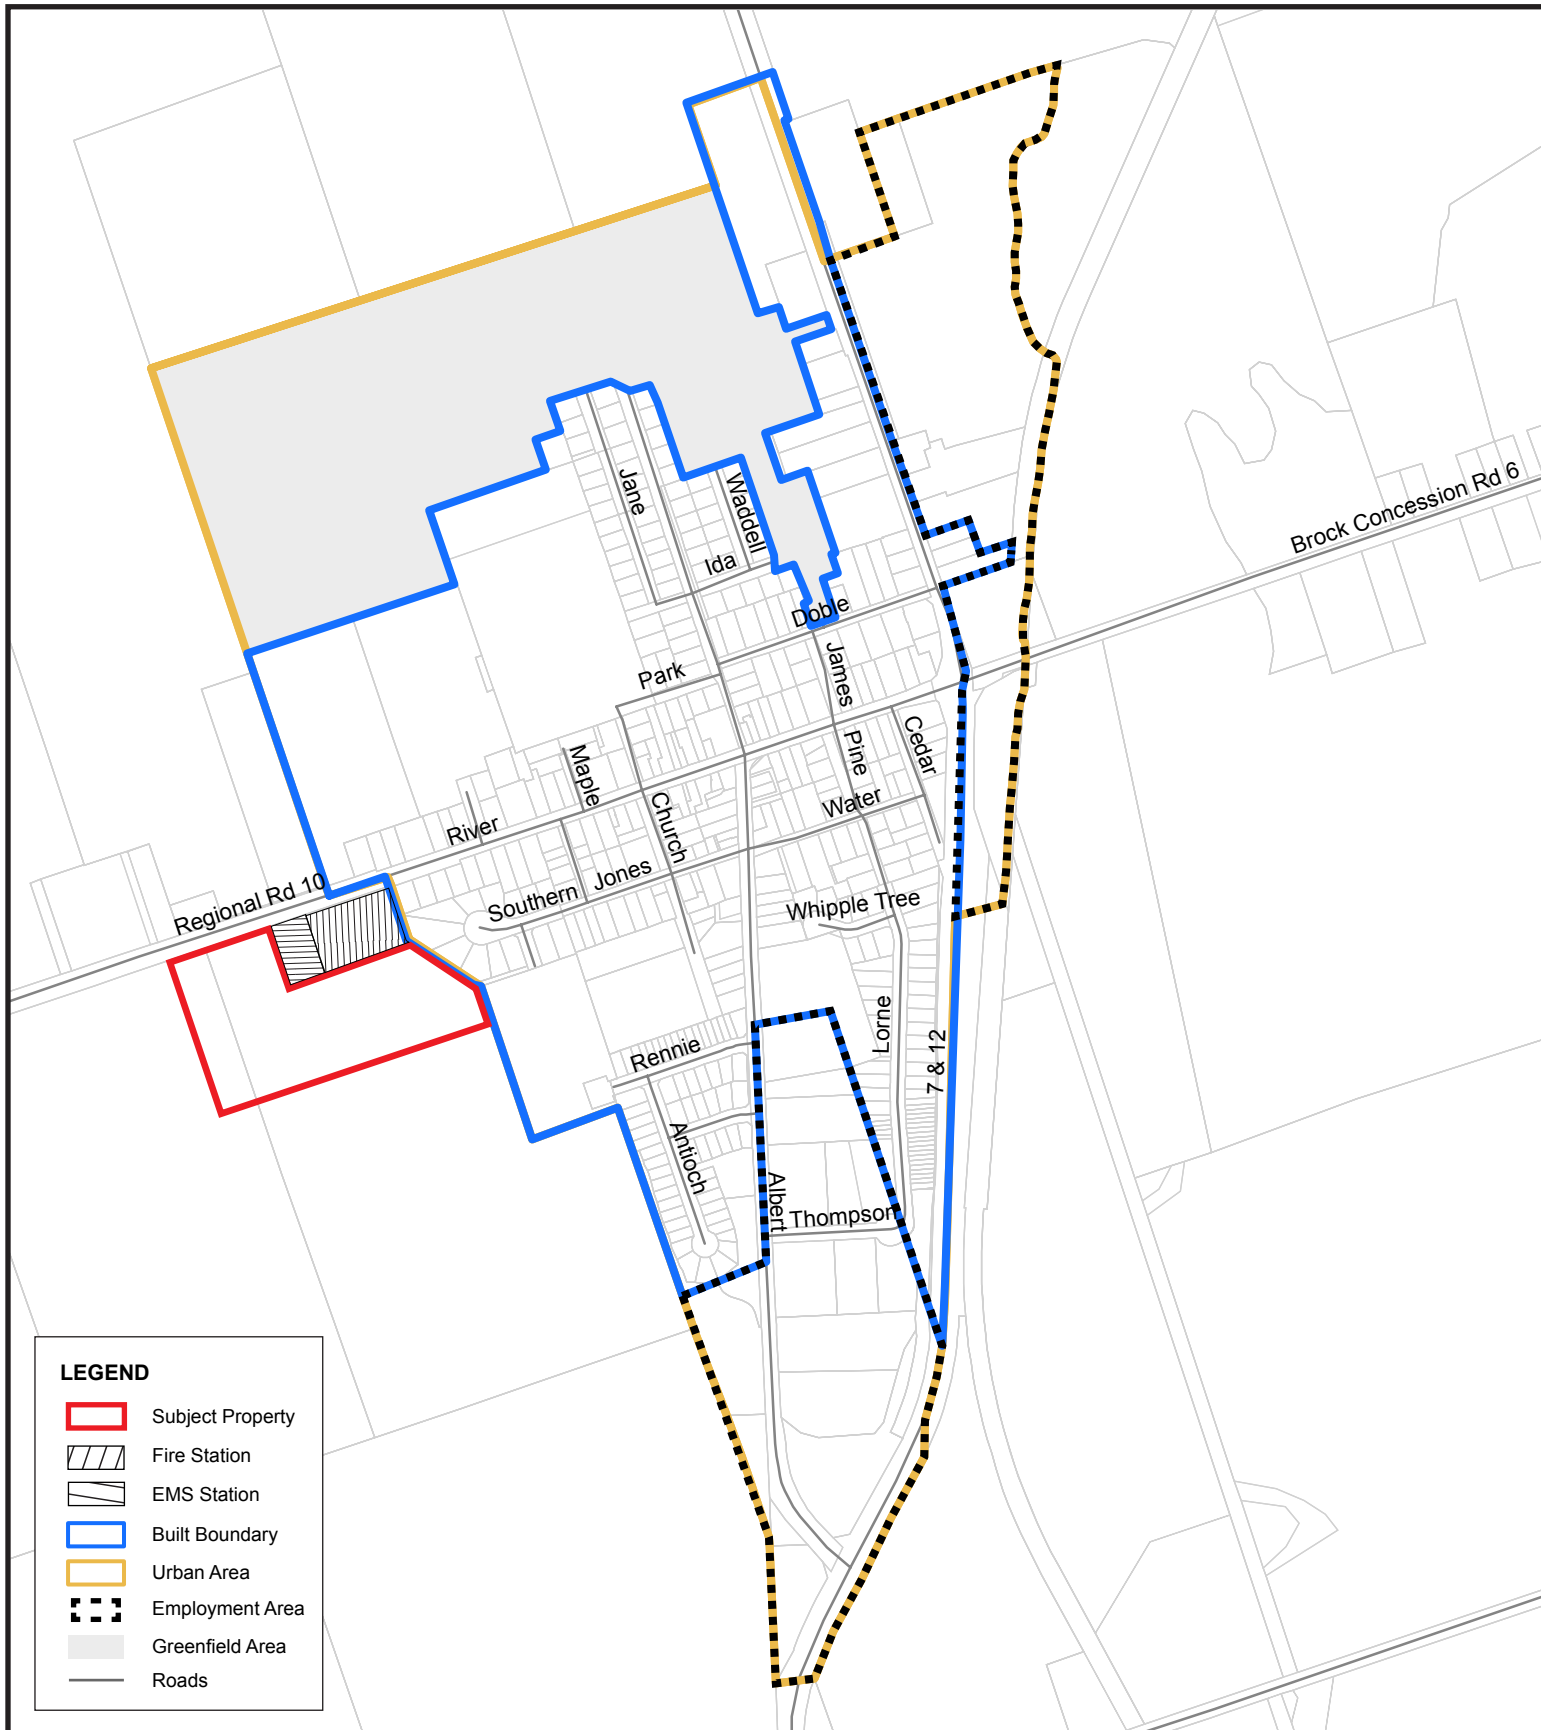 Brock Concession Rd 6
Jane
Waddell
Ida
Doble
Park
James
Cedar
Pine
Maple
Water
River
Church
Jones
Southern
Whipple Tree
Regional Rd 10
Lorne
7 & 12
Rennie
Antioch
Albert
Thompson
LEGEND
Subject Property
Fire Station
EMS Station
Built Boundary
Urban Area
Employment Area
Greenfield Area
Roads